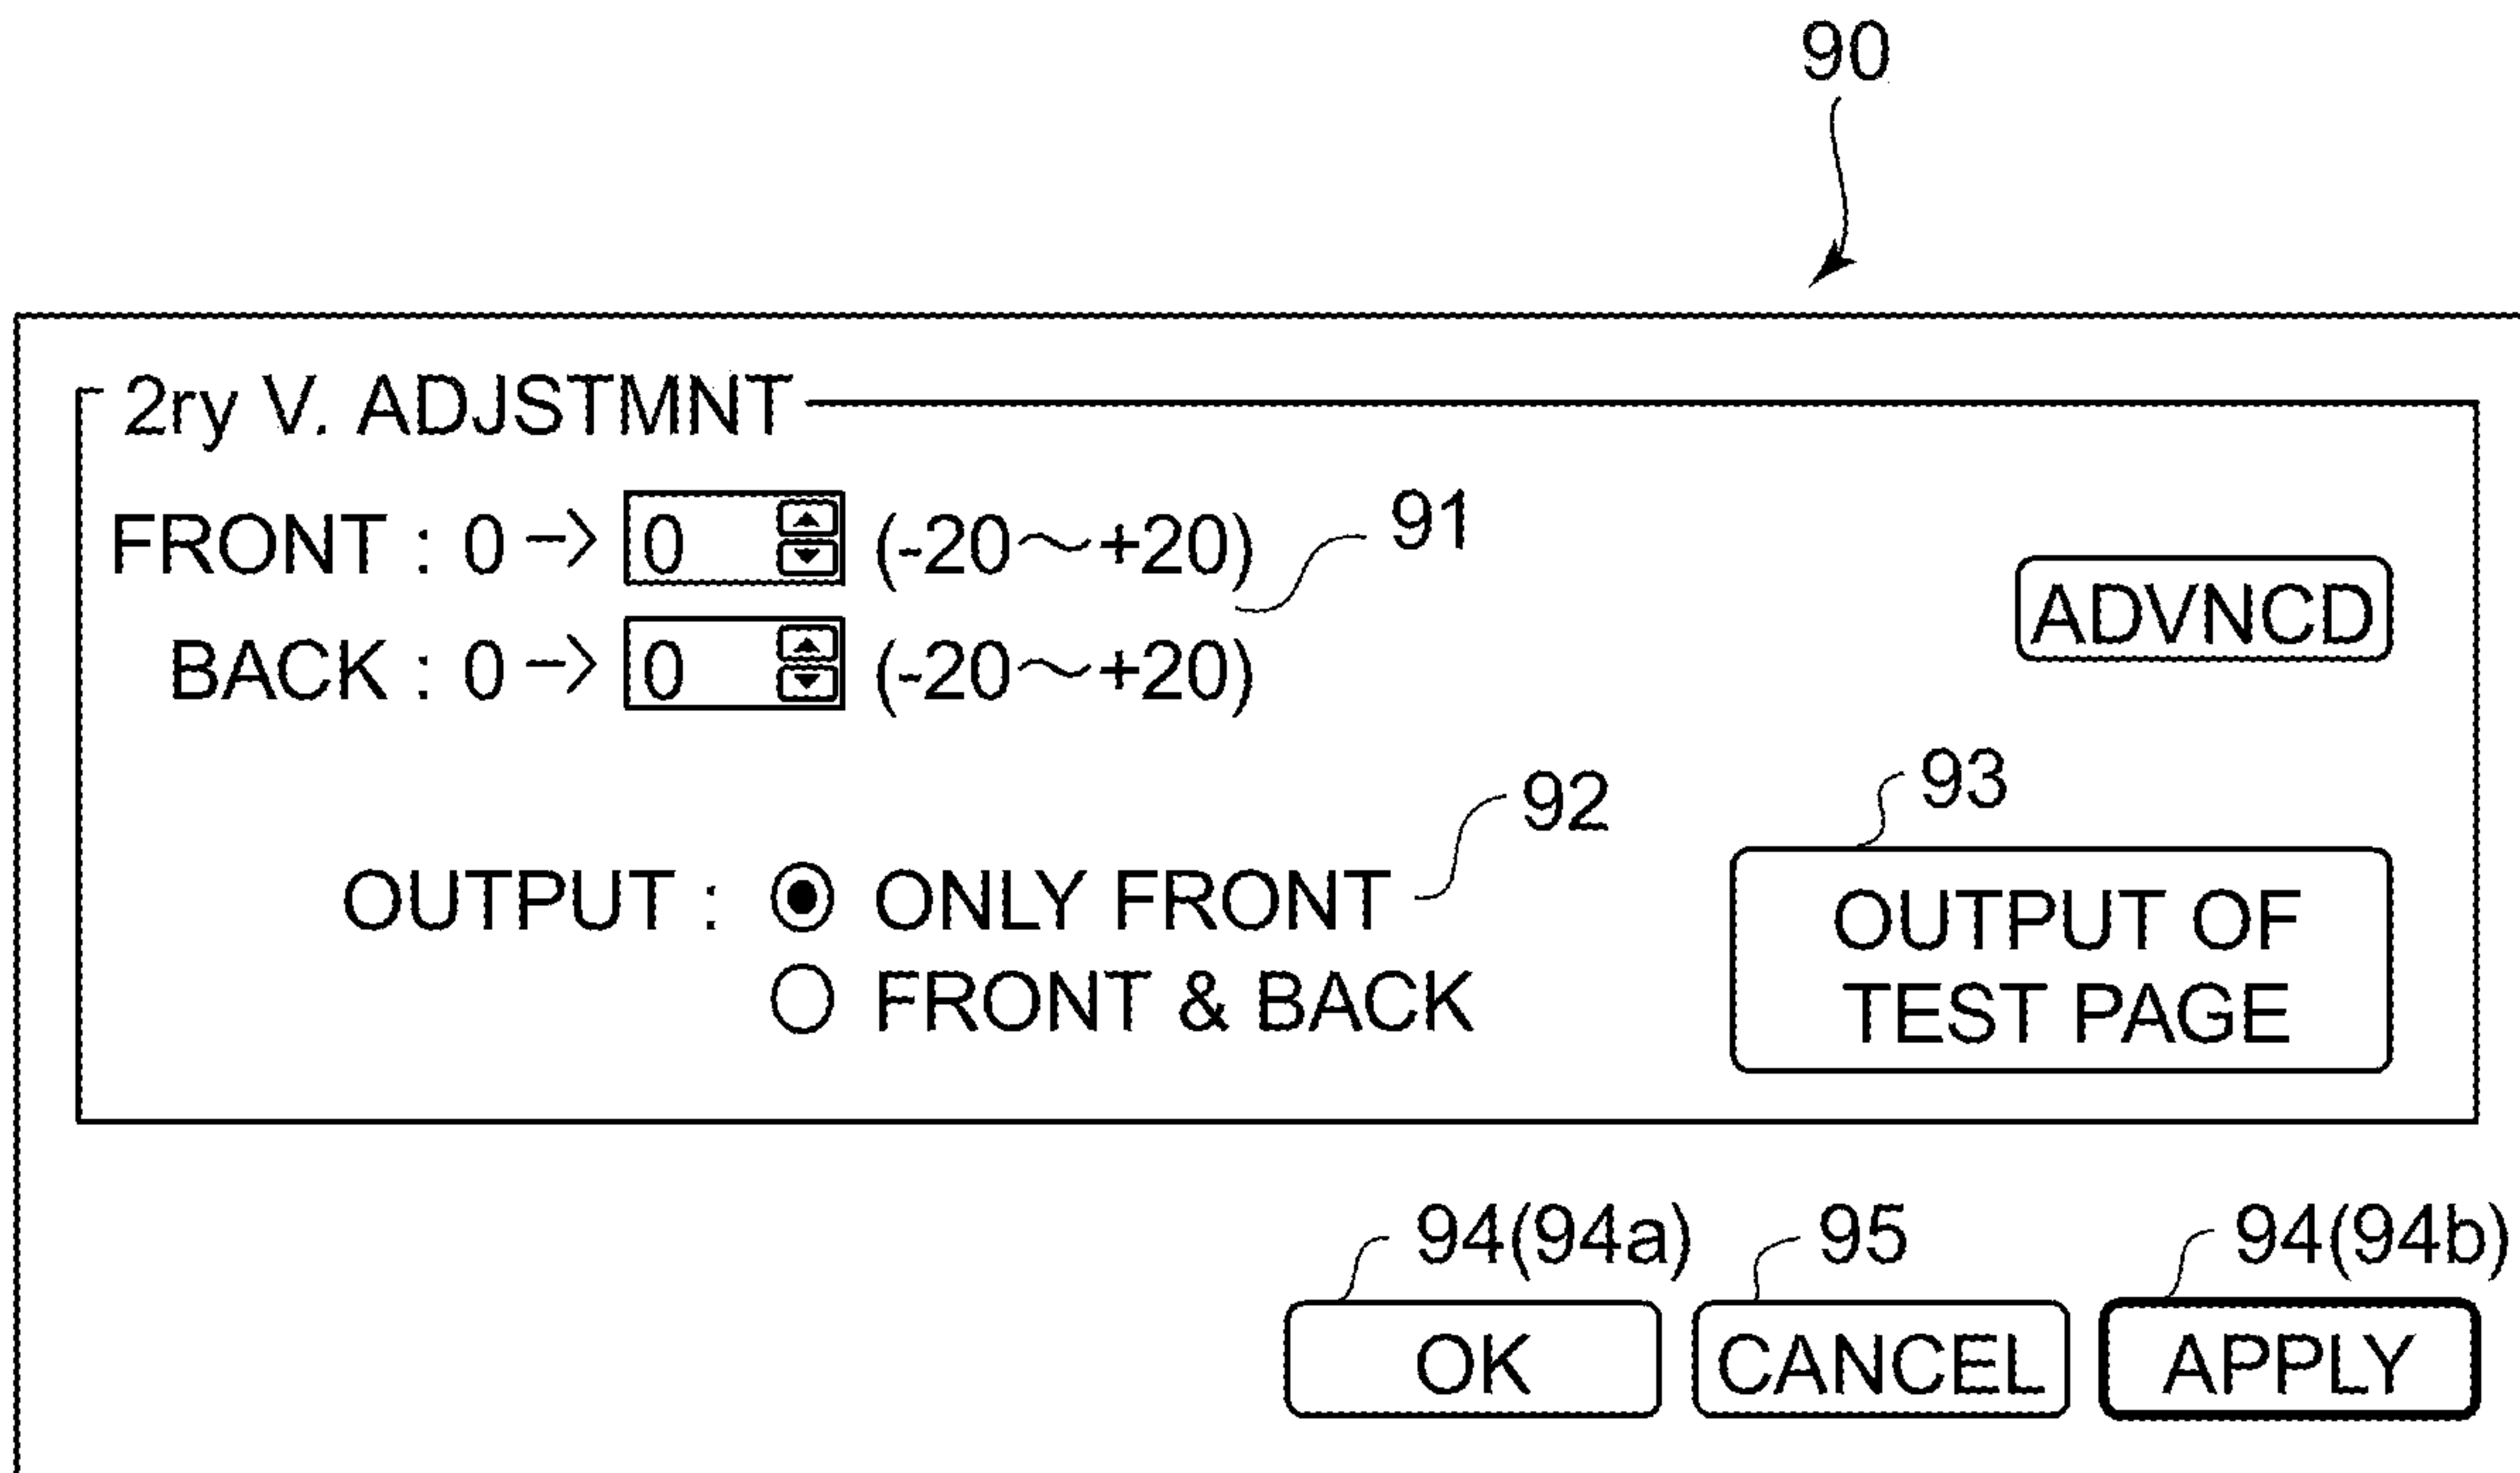 90
2ry V. ADJSTMNT
FRONT : 0 -> 0 (-20～+20) 91
ADVNCD
BACK : 0 -> 0 (-20～+20)
92
93
OUTPUT : ONLY FRONT
FRONT & BACK
OUTPUT OF
TEST PAGE
94(94a) 95 94(94b)
OK CANCEL APPLY